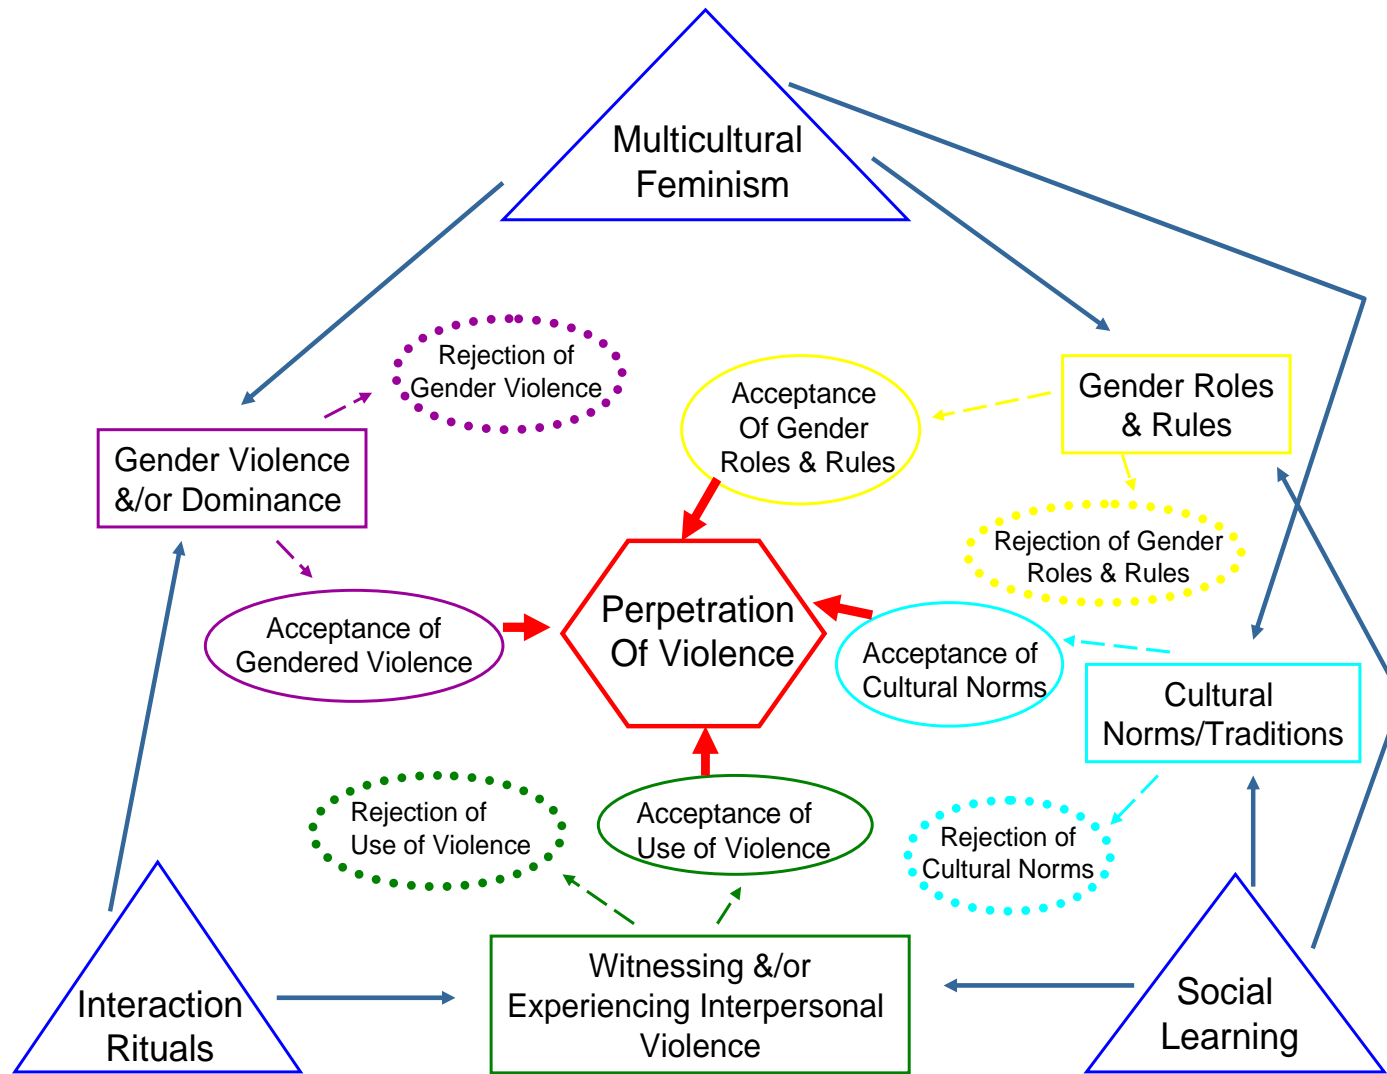 Multicultural
Feminism
Rejection of
Gender Violence
Acceptance
Of Gender
Roles & Rules
Gender Roles
& Rules
Gender Violence
&/or Dominance
Rejection of Gender
Roles & Rules
Perpetration
Of Violence
Acceptance of
Gendered Violence
Acceptance of
Cultural Norms
Cultural
Norms/Traditions
Rejection of
Use of Violence
Acceptance of
Use of Violence
Rejection of
Cultural Norms
Interaction
Rituals
Witnessing &/or
Experiencing Interpersonal
Violence
Social
Learning